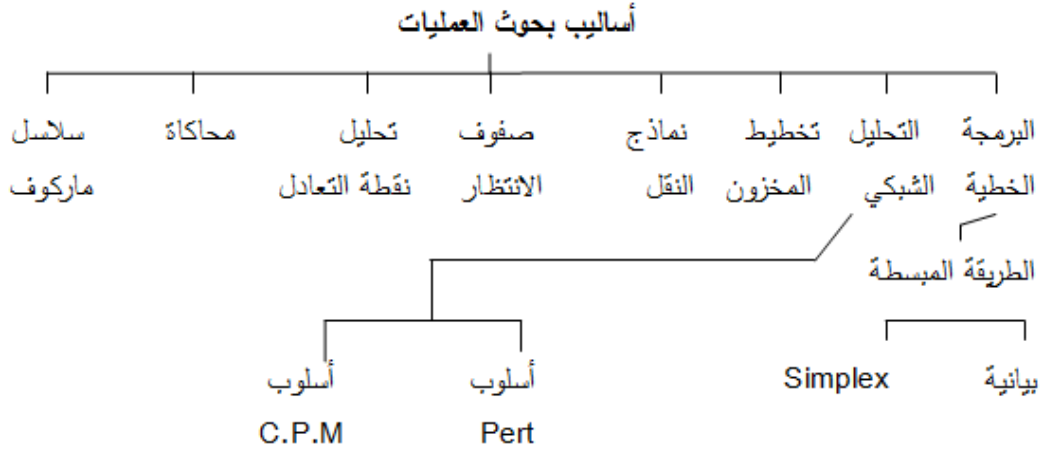 أساليب بحوث العمليات
البرمجة التحليل تخطيط نماذج صفوف تحليل محاكاة سلاسل
الخطية الشبكي المخزون النقل الانتظار نقطة التعادل ماركوف
الطريقة المبسطة
بيانية Simplex أسلوب أسلوب
Pert C.P.M